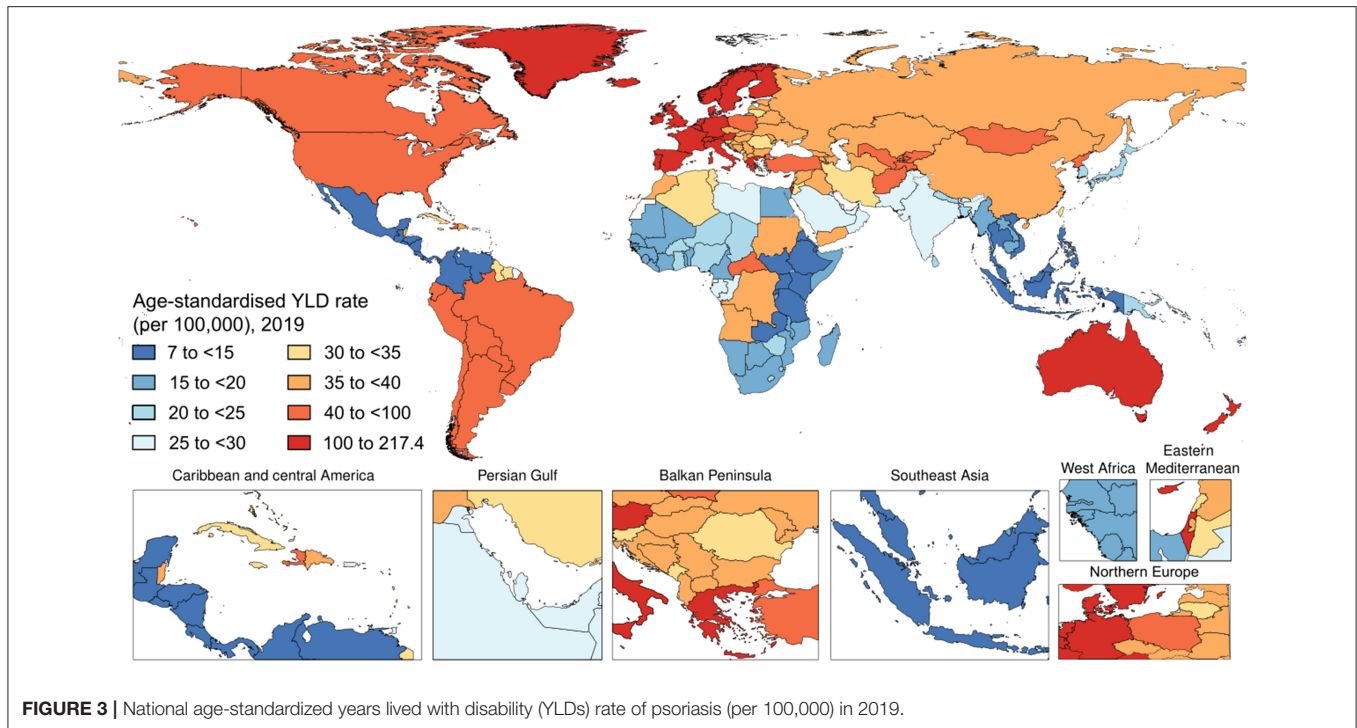 Age-standardised YLD rate
(per 100,000), 2019
7 to <15
15 to <20
20 to <25
25 to <30
30 to <35
35 to <40
40 to <100
100 to 217.4
Caribbean and central America
Persian Gulf
Balkan Peninsula
Southeast Asia
West Africa
Eastern
Mediterranean
Northern Europe
FIGURE 3 | National age-standardized years lived with disability (YLDs) rate of psoriasis (per 100,000) in 2019.